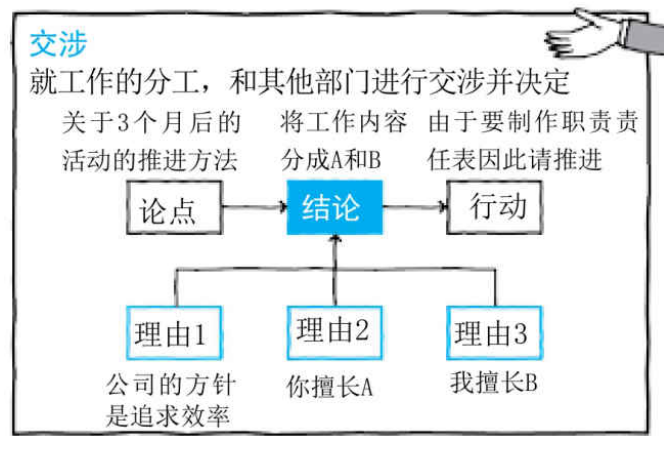 交涉
就工作的分工，和其他部门进行交涉并决定
关于3个月后的
活动的推进方法
将工作内容
分成A和B
由于要制作职责责
任表因此请推进
论点
结论
行动
理由1
理由2
理由3
公司的方针
是追求效率
你擅长A
我擅长B